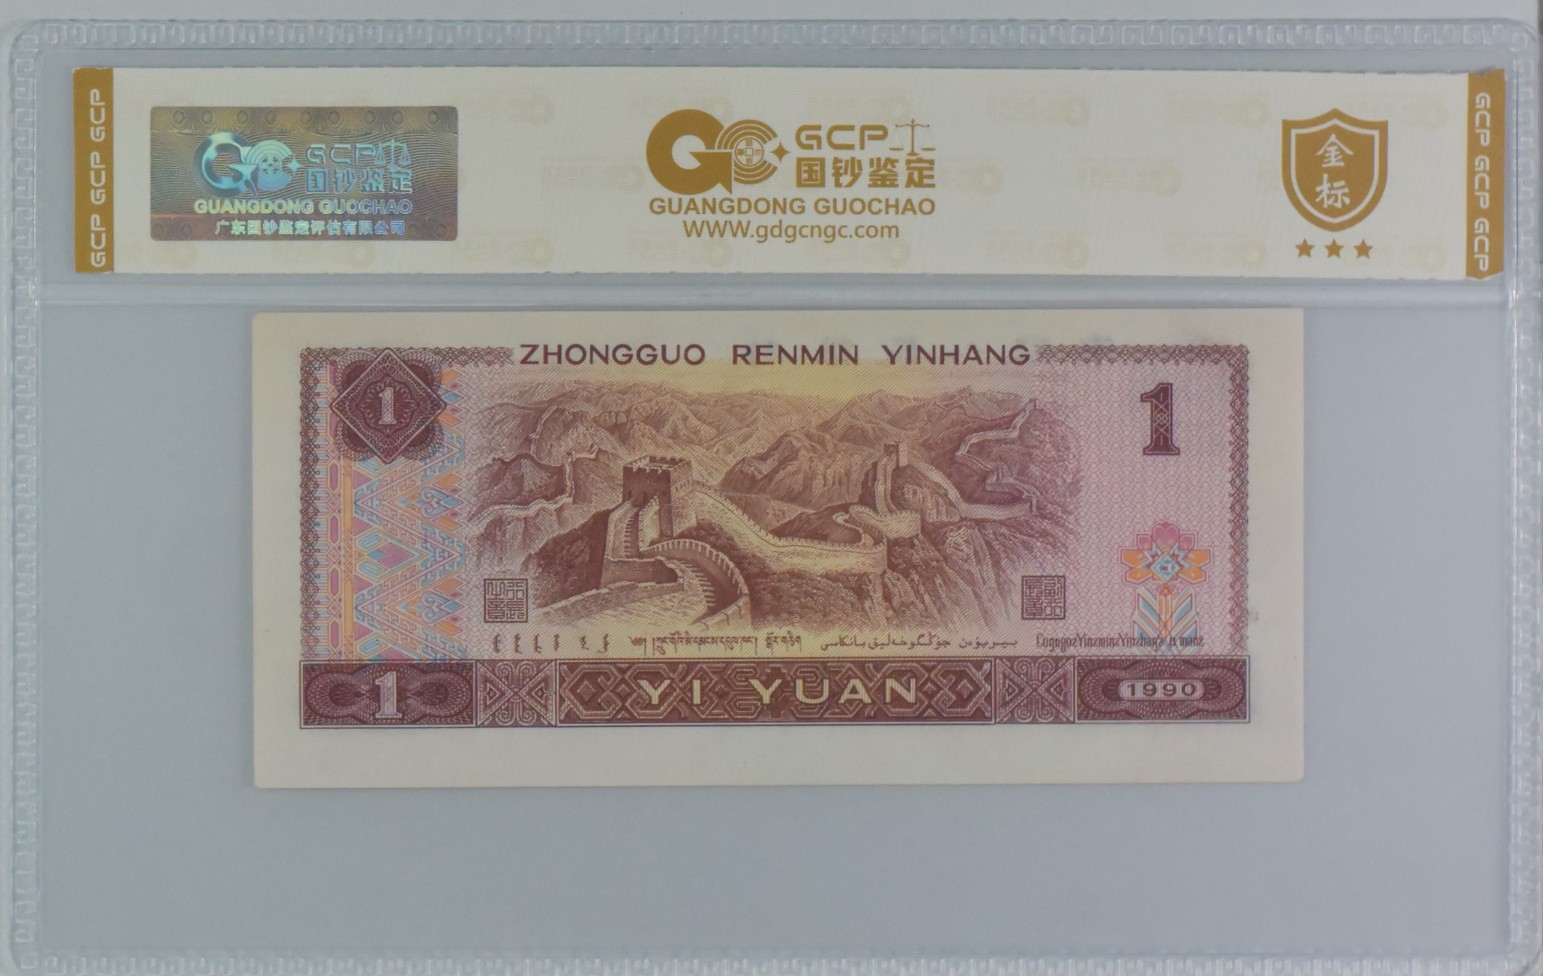 GCP GCP GCP
GCP
国钞鉴定
GUANGDONG GUOCHAO
广东国钞鉴定评估有限公司
GCP
国钞鉴定
GUANGDONG GUOCHAO
WWW.gdgcngc.com
金标
GCP GCP GCP
ZHONGGUO RENMIN YINHANG
1
1
1
YI YUAN
1990